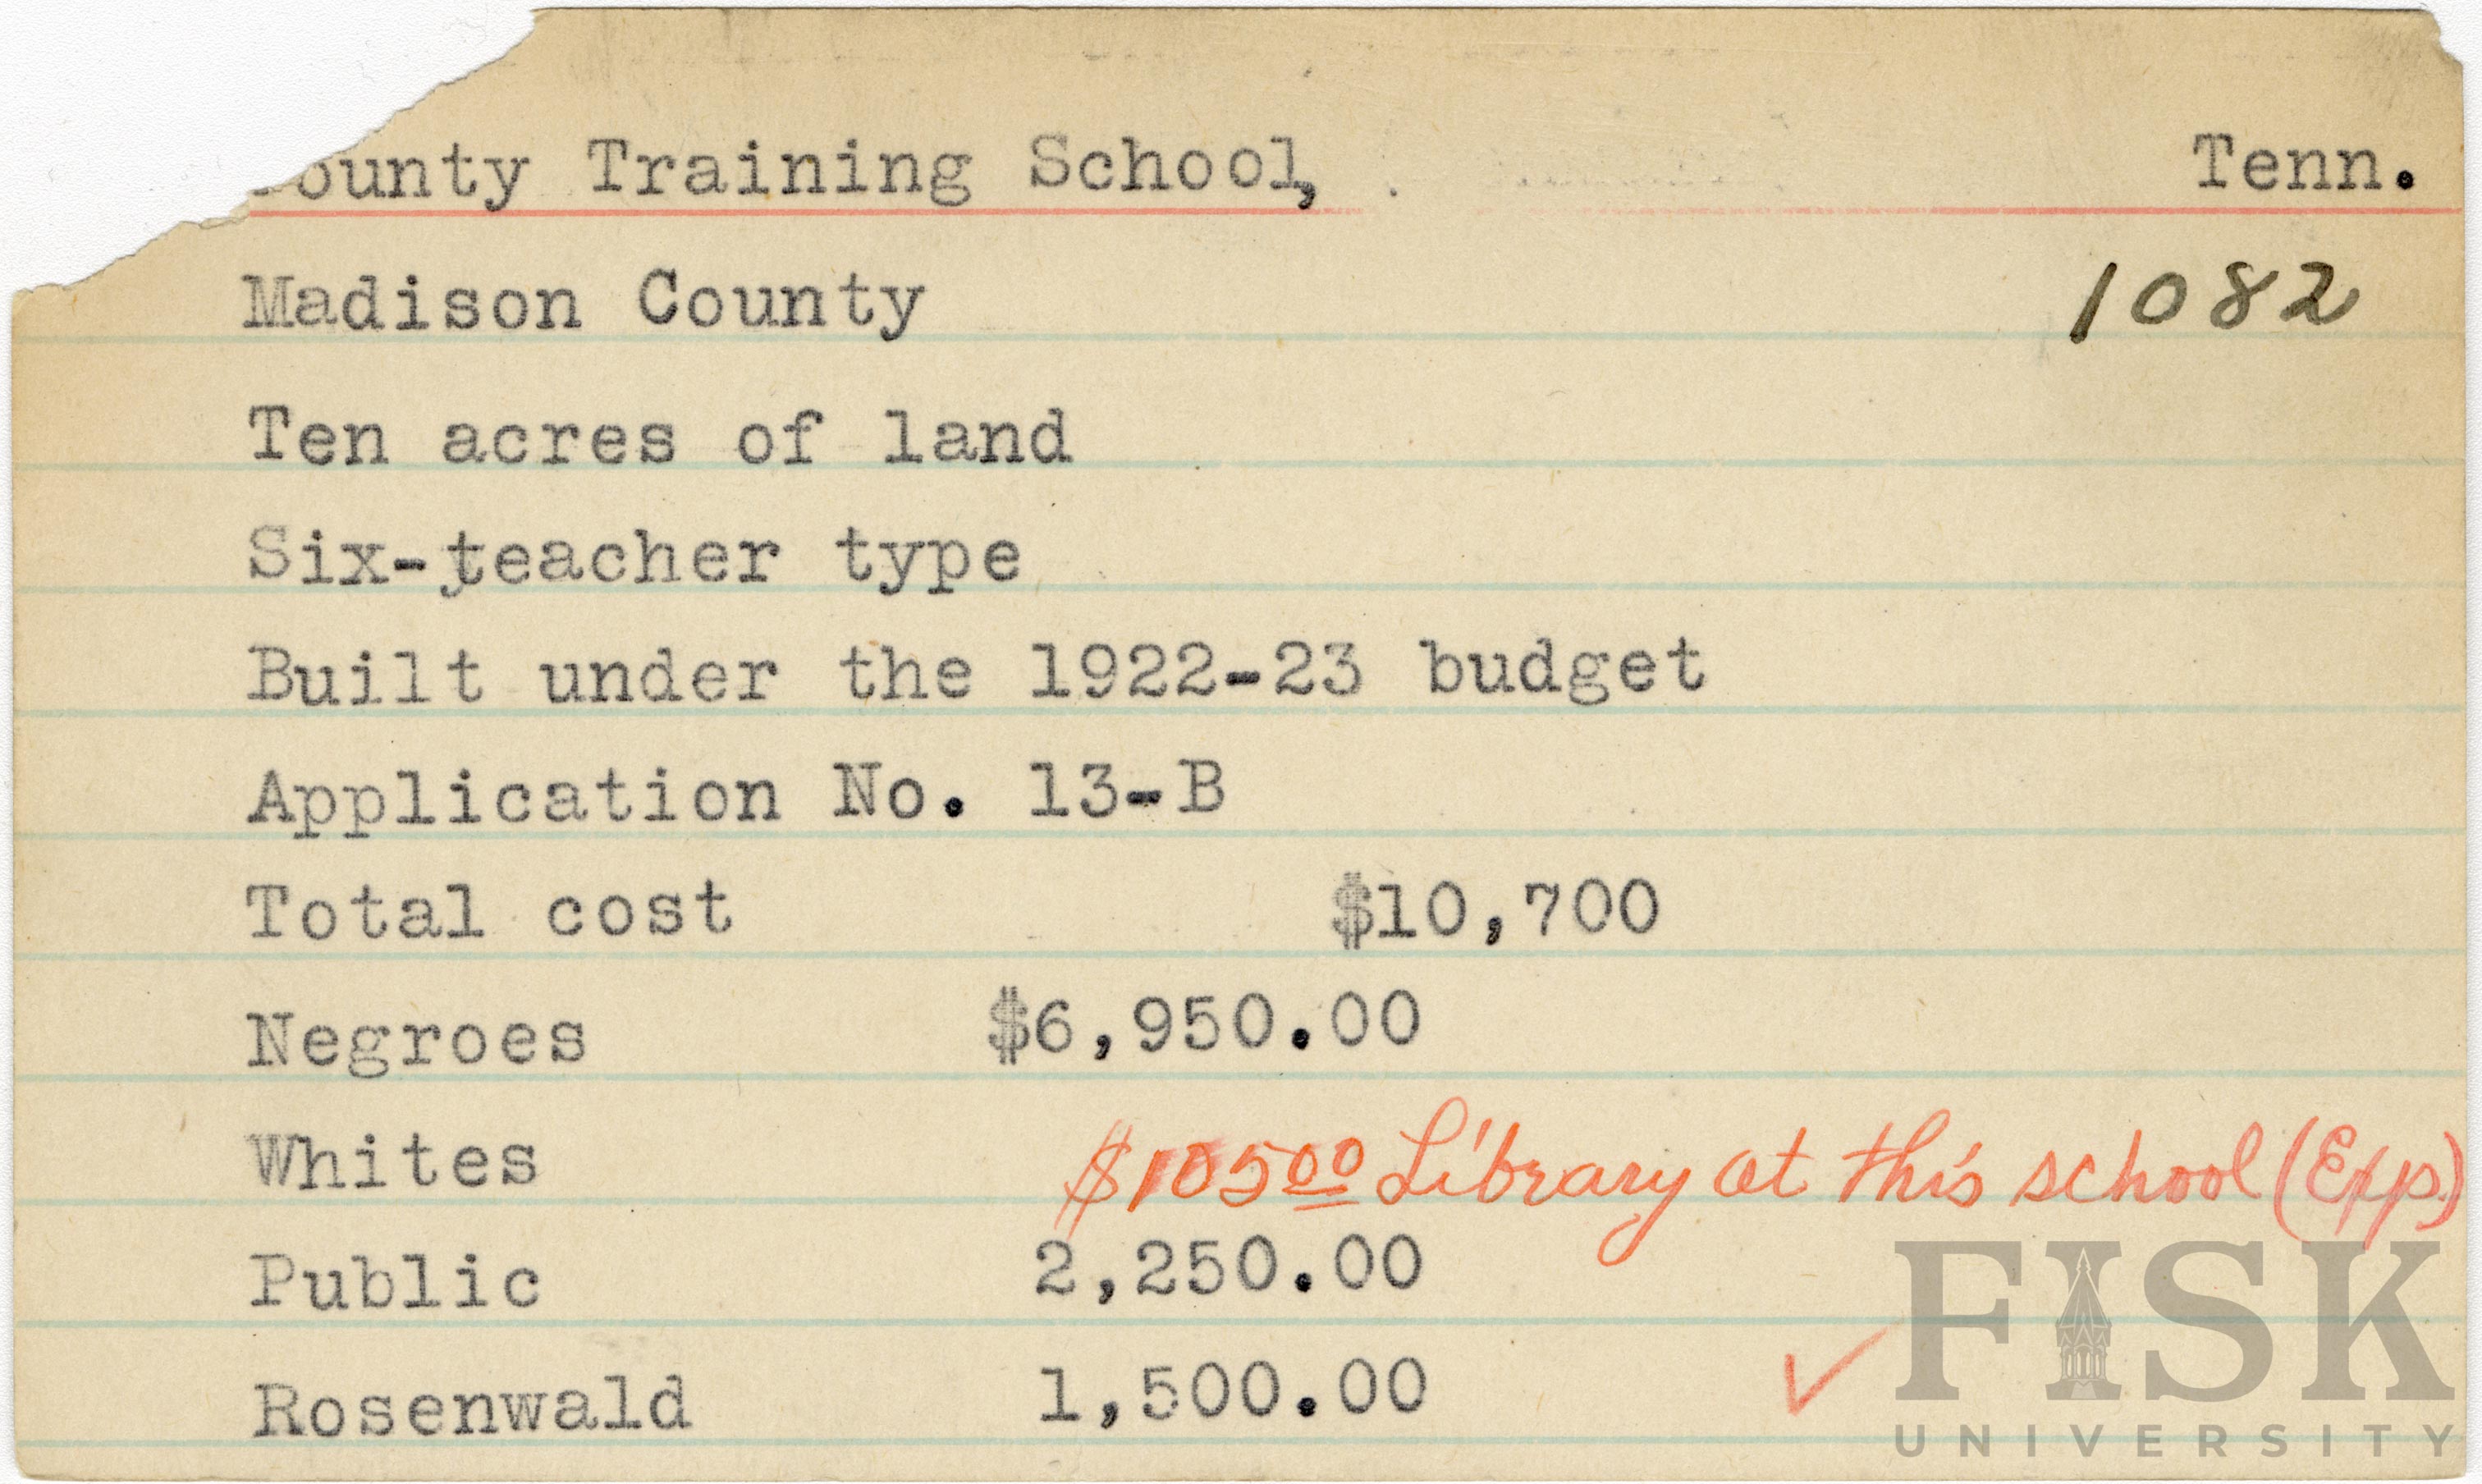 ounty Training School, Tenn.
Madison County 1082
Ten acres of land
Six-teacher type
Built under the 1922-23 budget
Application No. 13-B
Total cost $10,700
Negroes $6,950.00
Whites $105.00 Library at this school (Exp.)
Public 2,250.00
Rosenwald 1,500.00
FISK
UNIVERSITY